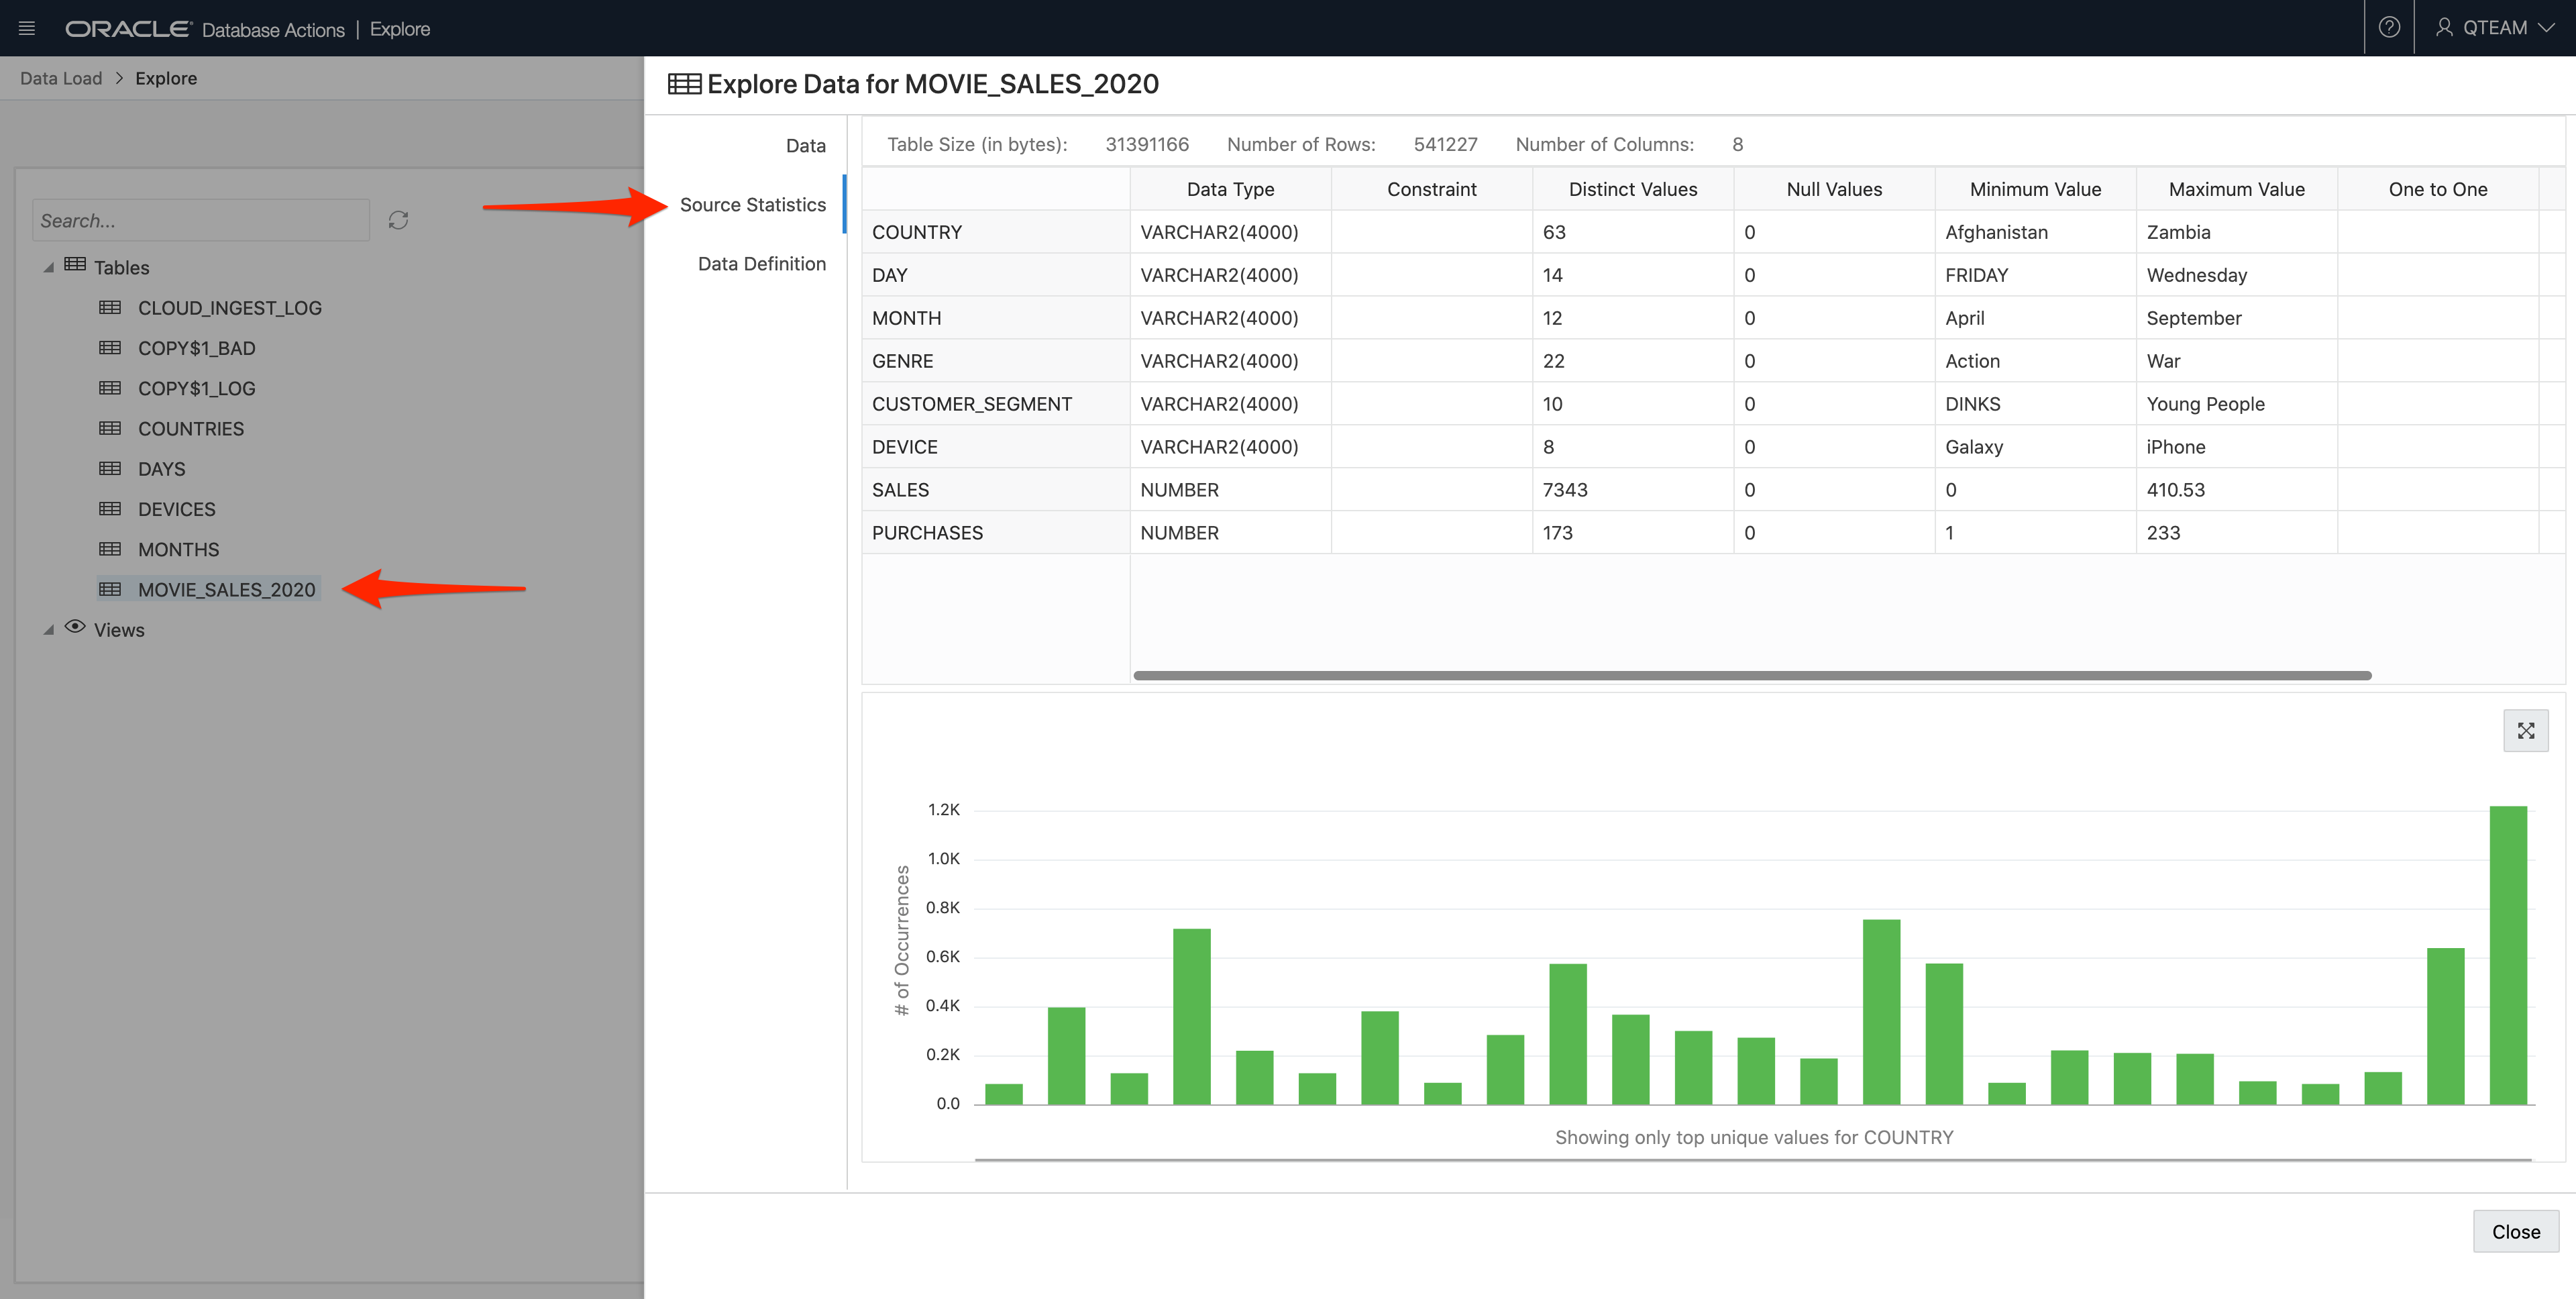 ORACLE Database Actions | Explore
QTEAM
Data Load > Explore
Search...
Tables
CLOUD_INGEST_LOG
COPY$1_BAD
COPY$1_LOG
COUNTRIES
DAYS
DEVICES
MONTHS
MOVIE_SALES_2020
Views
Explore Data for MOVIE_SALES_2020
Data
Source Statistics
Data Definition
Table Size (in bytes): 31391166 Number of Rows: 541227 Number of Columns: 8
Data Type Constraint Distinct Values Null Values Minimum Value Maximum Value One to One
COUNTRY VARCHAR2(4000) 63 0 Afghanistan Zambia
DAY VARCHAR2(4000) 14 0 FRIDAY Wednesday
MONTH VARCHAR2(4000) 12 0 April September
GENRE VARCHAR2(4000) 22 0 Action War
CUSTOMER_SEGMENT VARCHAR2(4000) 10 0 DINKS Young People
DEVICE VARCHAR2(4000) 8 0 Galaxy iPhone
SALES NUMBER 7343 0 0 410.53
PURCHASES NUMBER 173 0 1 233
# of Occurrences
1.2K
1.0K
0.8K
0.6K
0.4K
0.2K
0.0
Showing only top unique values for COUNTRY
Close